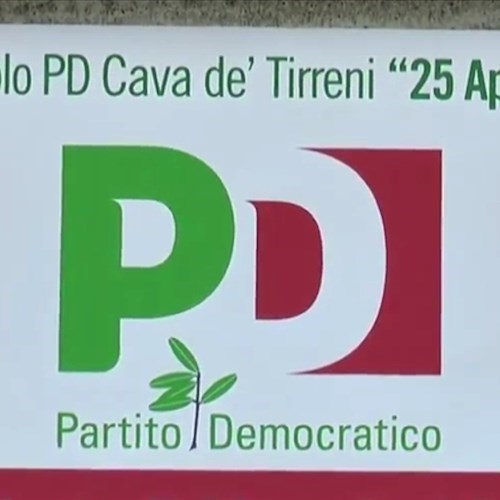 PD Cava de' Tirreni "25
PD
Partito Democratico